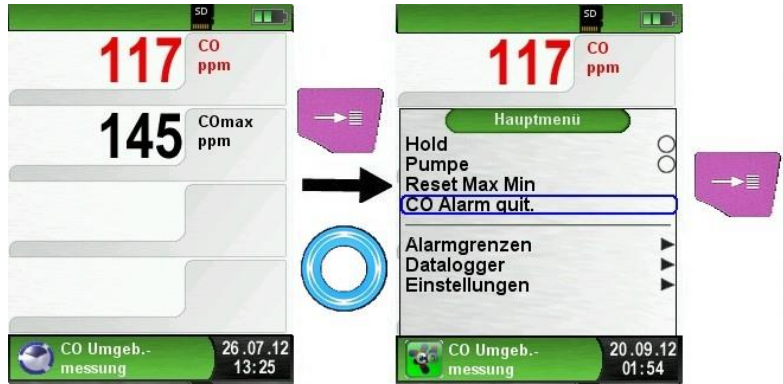 SD
117 CO
ppm
145 COmax
ppm
CO Umgeb.-
messung
26.07.12
13:25
SD
117 CO
ppm
Hauptmenü
Hold
Pumpe
Reset Max Min
CO Alarm quit.
Alarmgrenzen
Datalogger
Einstellungen
CO Umgeb.-
messung
20.09.12
01:54